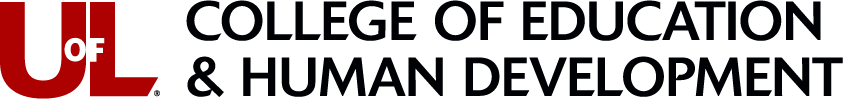 UOFL®
COLLEGE OF EDUCATION
& HUMAN DEVELOPMENT